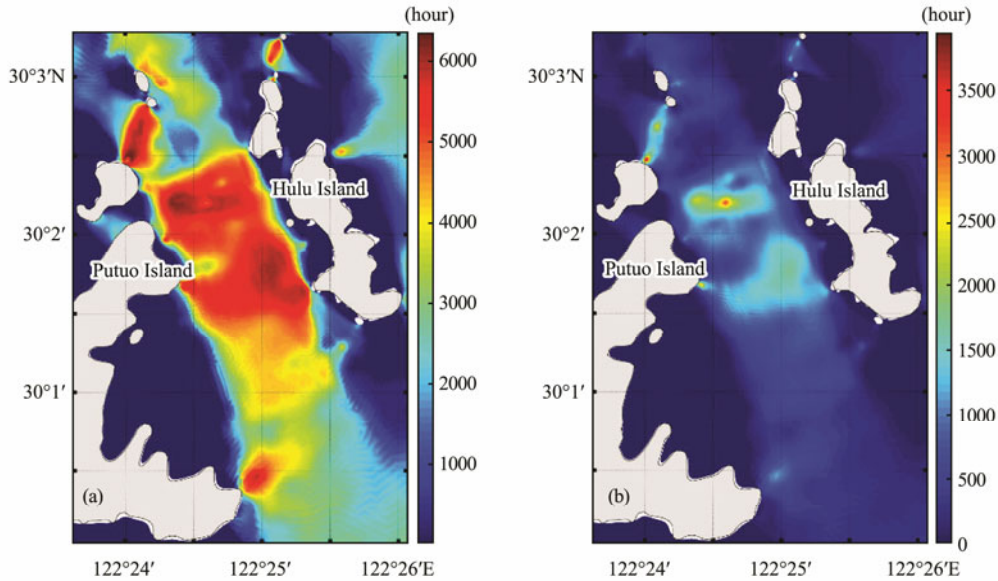 (hour)
6000
5000
4000
3000
2000
1000
30°3′N
30°2′
30°1′
Hulu Island
Putuo Island
(a)
122°24′
122°25′
122°26′E
(hour)
3500
3000
2500
2000
1500
1000
500
0
30°3′N
30°2′
30°1′
Hulu Island
Putuo Island
(b)
122°24′
122°25′
122°26′E